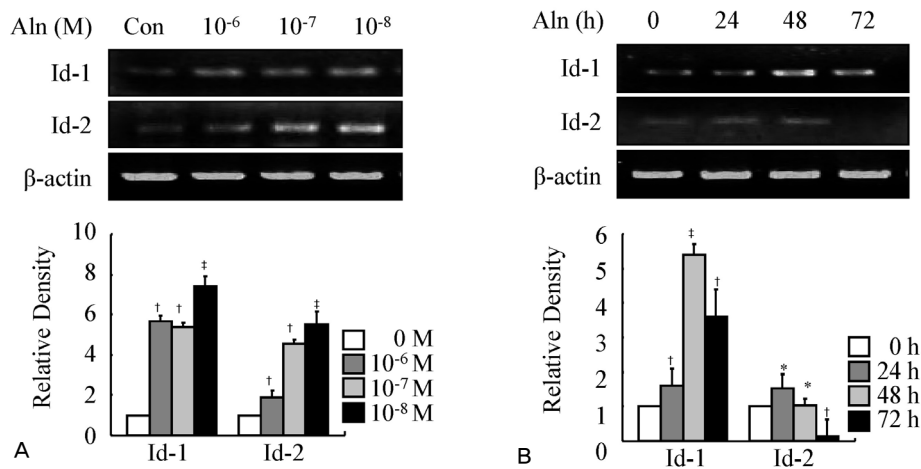 Aln (M) Con 10⁻⁶ 10⁻⁷ 10⁻⁸
Id-1
Id-2
β-actin
Relative Density
10
8
6
4
2
0
† † ‡
† † ‡
Id-1 Id-2
0 M
10⁻⁶ M
10⁻⁷ M
10⁻⁸ M
A
Aln (h) 0 24 48 72
Id-1
Id-2
β-actin
Relative Density
6
5
4
3
2
1
0
† ‡ †
* * †
Id-1 Id-2
0 h
24 h
48 h
72 h
B